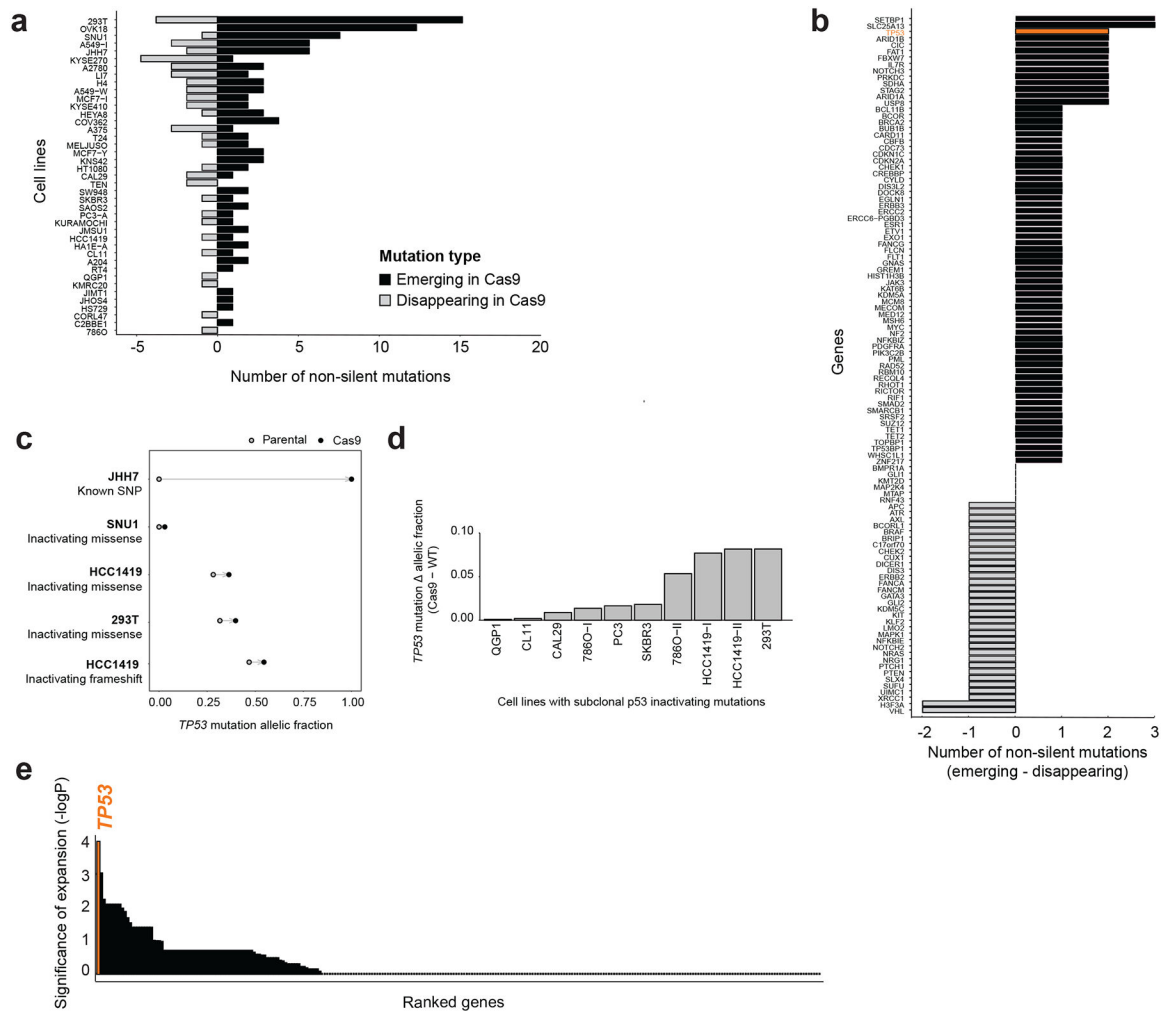 a
293T
OVK18
SNU1
A549−I
JHH7
KYSE270
A2780
LI7
H4
A549−W
MCF7−I
KYSE410
HEYA8
COV362
A375
T24
MELJUSO
MCF7−Y
KNS42
HT1080
CAL29
TEN
SW948
SKBR3
SAOS2
PC3−A
KURAMOCHI
JMSU1
HCC1419
HA1E−A
CL11
A204
RT4
QGP1
KMRC20
JIMT1
JHOS4
HS729
CORL47
C2BBE1
786O
Cell lines
Mutation type
Emerging in Cas9
Disappearing in Cas9
-5 0 5 10 15 20
Number of non-silent mutations
b
SETBP1
SLC25A13
TP53
ARID1B
CIC
FAT1
FBXW7
IL7R
NOTCH3
PRKDC
SDHA
STAG2
ARID1A
USP8
BCL11B
BCOR
BRCA2
BUB1B
CARD11
CBFB
CDC73
CDKN1C
CDKN2A
CHEK1
CREBBP
CYLD
DIS3L2
DOCK8
EGLN1
ERBB3
ERCC2
ERCC6−PGBD3
ESR1
ETV1
EXO1
FANCG
FLCN
FLT1
GNAS
GREM1
HIST1H3B
JAK3
KAT6B
KDM5A
MCM8
MECOM
MED12
MSH6
MYC
NF2
NFKBIZ
PDGFRA
PIK3C2B
PML
RAD52
RBM10
RECQL4
RHOT1
RICTOR
RIF1
SMAD2
SMARCB1
SRSF2
SUZ12
TET1
TET2
TOPBP1
TP53BP1
WHSC1L1
ZNF217
BMPR1A
GLI1
KMT2D
MAP2K4
MTAP
RNF43
APC
ATR
AXL
BCORL1
BRAF
BRIP1
C17orf70
CHEK2
CUX1
DICER1
DIS3
ERBB2
FANCA
FANCM
GATA3
GLI2
KDM5C
KIT
KLF2
LMO2
MAPK1
NFKBIE
NOTCH2
NRAS
NRG1
PTCH1
PTEN
SLX4
SUFU
UIMC1
XRCC1
H3F3A
VHL
Genes
-2 -1 0 1 2 3
Number of non-silent mutations
(emerging - disappearing)
c
Parental Cas9
JHH7
Known SNP
SNU1
Inactivating missense
HCC1419
Inactivating missense
293T
Inactivating missense
HCC1419
Inactivating frameshift
0.00 0.25 0.50 0.75 1.00
TP53 mutation allelic fraction
d
TP53 mutation Δ allelic fraction
(Cas9 − WT)
0.10
0.05
0.00
QGP1
CL11
CAL29
786O−I
PC3
SKBR3
786O−II
HCC1419−I
HCC1419−II
293T
Cell lines with subclonal p53 inactivating mutations
e
Significance of expansion (-logP)
TP53
4
3
2
1
0
Ranked genes